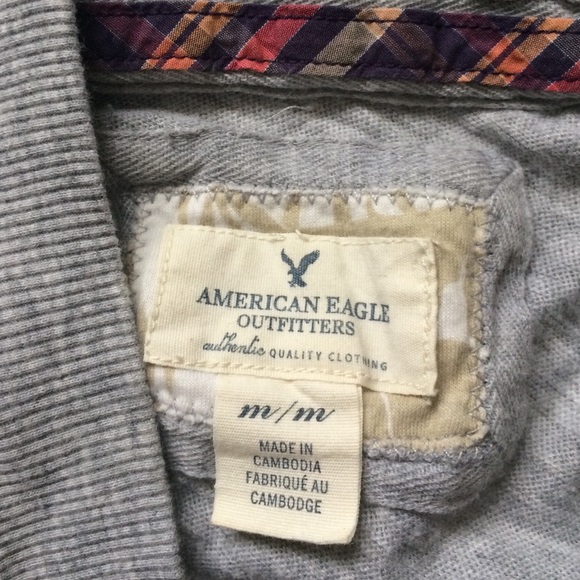 AMERICAN EAGLE
OUTFITTERS
authentic QUALITY CLOTHING
m/m
MADE IN
CAMBODIA
FABRIQUÉ AU
CAMBODGE